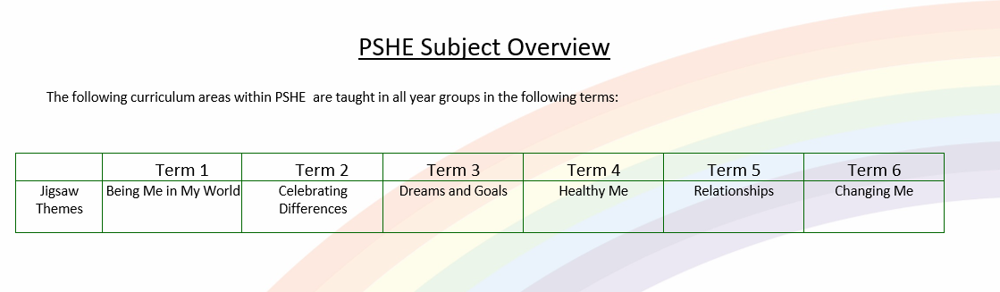 PSHE Subject Overview
The following curriculum areas within PSHE  are taught in all year groups in the following terms:
Term 1 Term 2 Term 3 Term 4 Term 5 Term 6
Jigsaw Being Me in My World Celebrating Dreams and Goals Healthy Me Relationships Changing Me
Themes Differences